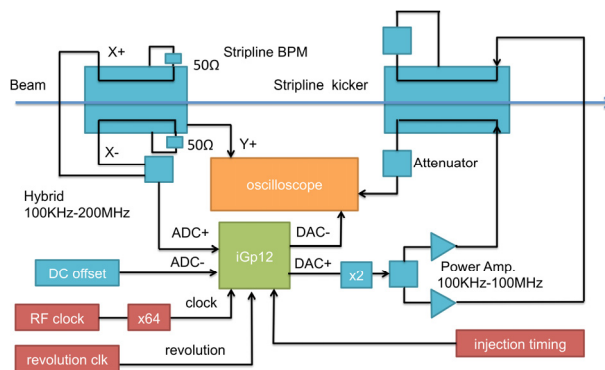 X+
Stripline BPM
50Ω
Beam
Stripline kicker
X-
50Ω
Y+
Attenuator
oscilloscope
Hybrid
100KHz-200MHz
ADC+
DAC-
iGp12
DC offset
ADC-
DAC+
x2
Power Amp.
100KHz-100MHz
RF clock
x64
clock
revolution clk
revolution
injection timing